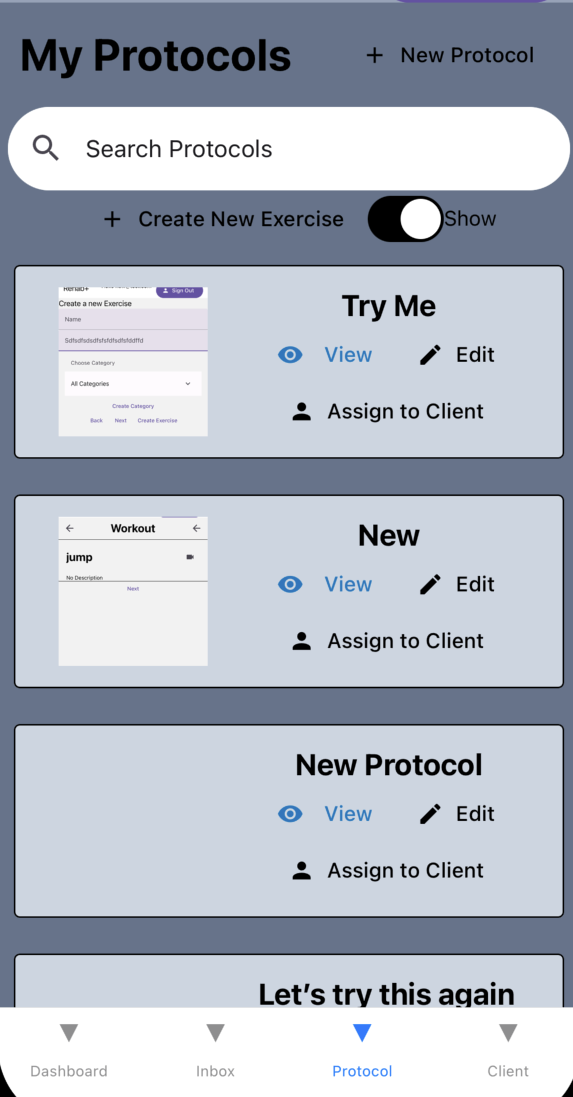 My Protocols
+ New Protocol
Search Protocols
+ Create New Exercise
Show
Sign Out
Create a new Exercise
Name
Choose Category
All Categories
Create Category
Back Next Create Exercise
Try Me
View Edit
Assign to Client
Workout
jump
No Description
Next
New
View Edit
Assign to Client
New Protocol
View Edit
Assign to Client
Let's try this again
Dashboard Inbox Protocol Client